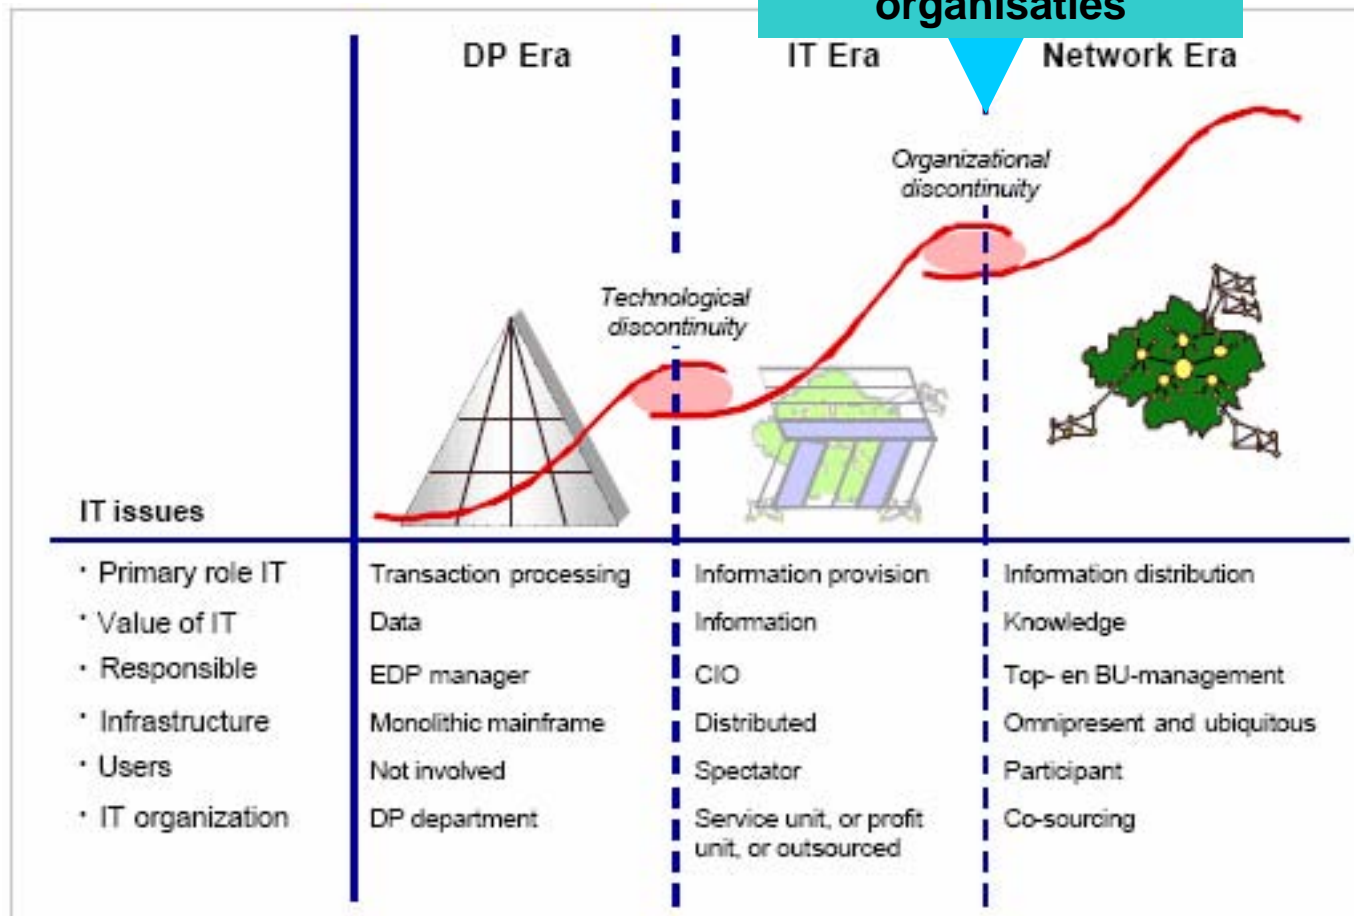 organisaties
DP Era
IT Era
Network Era
Organizational
discontinuity
Technological
discontinuity
IT issues
· Primary role IT
Transaction processing
Information provision
Information distribution
· Value of IT
Data
Information
Knowledge
· Responsible
EDP manager
CIO
Top- en BU-management
· Infrastructure
Monolithic mainframe
Distributed
Omnipresent and ubiquitous
· Users
Not involved
Spectator
Participant
· IT organization
DP department
Service unit, or profit
unit, or outsourced
Co-sourcing